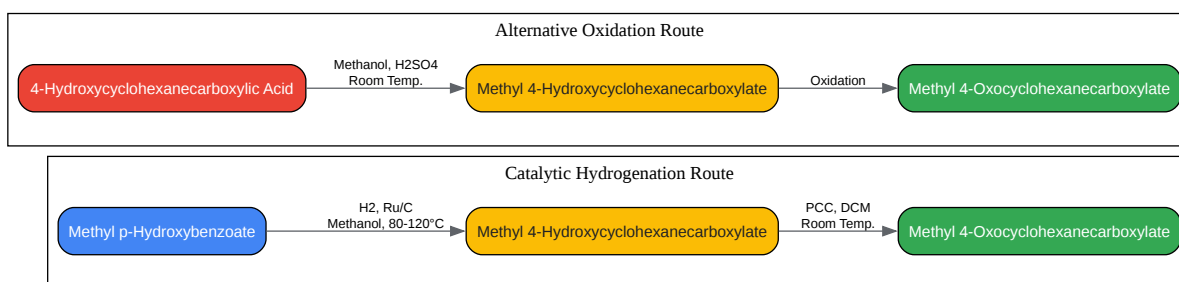 Alternative Oxidation Route
4-Hydroxycyclohexanecarboxylic Acid
Methanol, H2SO4
Room Temp.
Methyl 4-Hydroxycyclohexanecarboxylate
Oxidation
Methyl 4-Oxocyclohexanecarboxylate
Catalytic Hydrogenation Route
Methyl p-Hydroxybenzoate
H2, Ru/C
Methanol, 80-120°C
Methyl 4-Hydroxycyclohexanecarboxylate
PCC, DCM
Room Temp.
Methyl 4-Oxocyclohexanecarboxylate